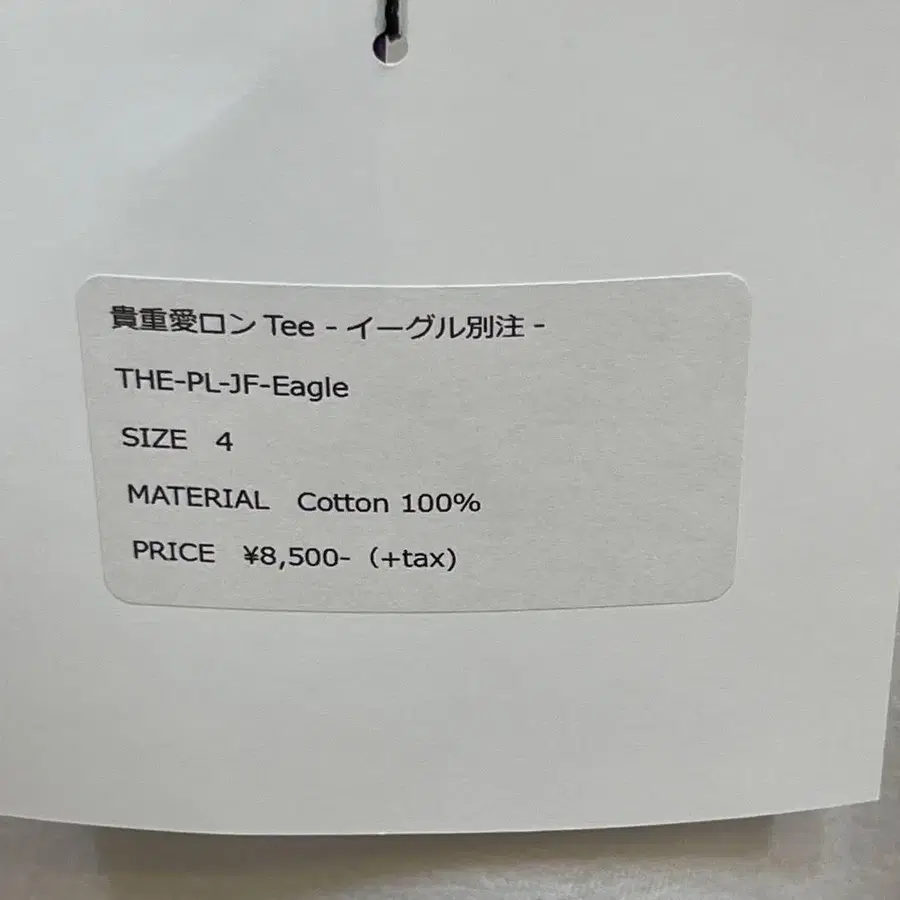 貴重愛ロン Tee - イーグル別注 -
THE-PL-JF-Eagle
SIZE 4
MATERIAL Cotton 100%
PRICE ¥8,500- (+tax)